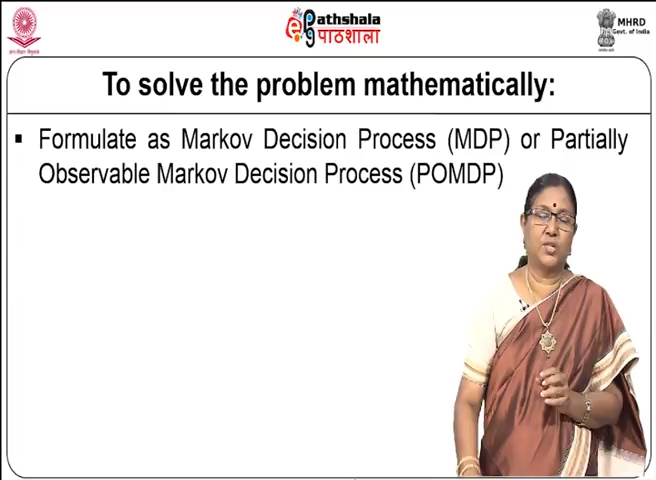 Pathshala
पाठशाला
MHRD
Govt. of India
To solve the problem mathematically:
▪ Formulate as Markov Decision Process (MDP) or Partially
Observable Markov Decision Process (POMDP)